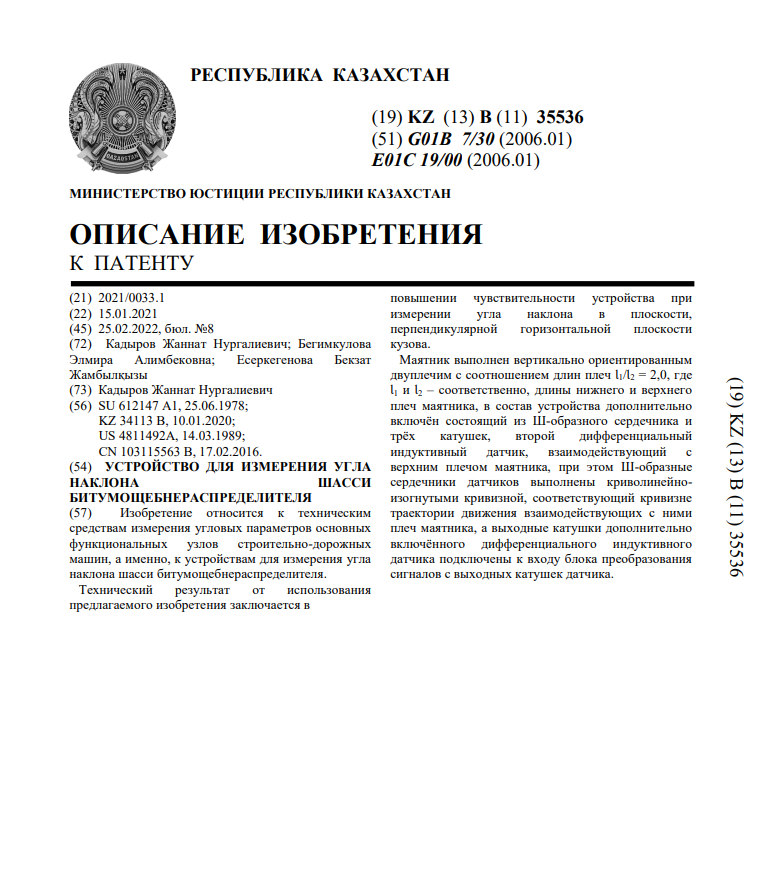 РЕСПУБЛИКА КАЗАХСТАН
QAZAQSTAN
(19) KZ (13) B (11) 35536
(51) G01B 7/30 (2006.01)
E01C 19/00 (2006.01)
МИНИСТЕРСТВО ЮСТИЦИИ РЕСПУБЛИКИ КАЗАХСТАН
ОПИСАНИЕ ИЗОБРЕТЕНИЯ
К ПАТЕНТУ
(21) 2021/0033.1
(22) 15.01.2021
(45) 25.02.2022, бюл. №8
(72) Кадыров Жаннат Нургалиевич; Бегимкулова
Элмира Алимбековна; Есеркегенова Бекзат
Жамбылқызы
(73) Кадыров Жаннат Нургалиевич
(56) SU 612147 A1, 25.06.1978;
KZ 34113 B, 10.01.2020;
US 4811492A, 14.03.1989;
CN 103115563 B, 17.02.2016.
(54) УСТРОЙСТВО ДЛЯ ИЗМЕРЕНИЯ УГЛА
НАКЛОНА ШАССИ
БИТУМОЩЕБНЕРАСПРЕДЕЛИТЕЛЯ
(57) Изобретение относится к техническим
средствам измерения угловых параметров основных
функциональных узлов строительно-дорожных
машин, а именно, к устройствам для измерения угла
наклона шасси битумощебнераспределителя.
Технический результат от использования
предлагаемого изобретения заключается в
повышении чувствительности устройства при
измерении угла наклона в плоскости,
перпендикулярной горизонтальной плоскости
кузова.
Маятник выполнен вертикально ориентированным
двуплечим с соотношением длин плеч l₁/l₂ = 2,0, где
l₁ и l₂ – соответственно, длины нижнего и верхнего
плеч маятника, в состав устройства дополнительно
включён состоящий из Ш-образного сердечника и
трёх катушек, второй дифференциальный
индуктивный датчик, взаимодействующий с
верхним плечом маятника, при этом Ш-образные
сердечники датчиков выполнены криволинейно-
изогнутыми кривизной, соответствующий кривизне
траектории движения взаимодействующих с ними
плеч маятника, а выходные катушки дополнительно
включённого дифференциального индуктивного
датчика подключены к входу блока преобразования
сигналов с выходных катушек датчика.
(19) KZ (13) B (11) 35536